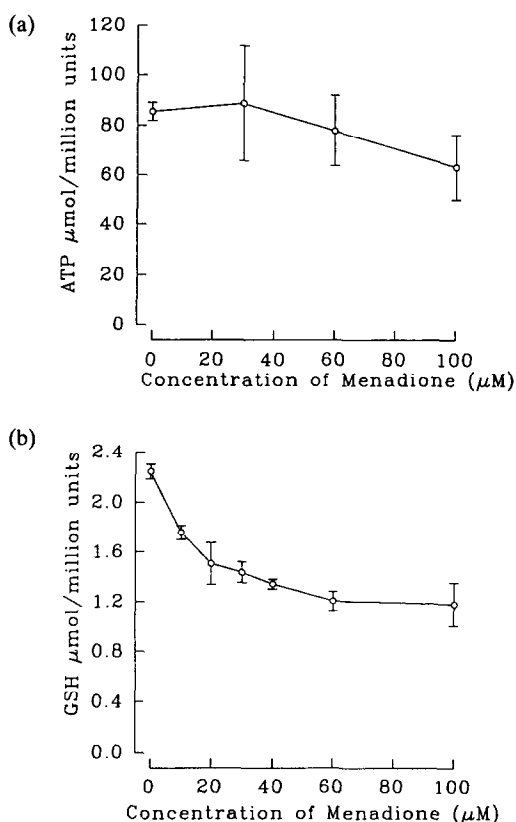 (a)
ATP μmol/million units
120
100
80
60
40
20
0
0 20 40 60 80 100
Concentration of Menadione (μM)
(b)
GSH μmol/million units
2.4
2.0
1.6
1.2
0.8
0.4
0.0
0 20 40 60 80 100
Concentration of Menadione (μM)